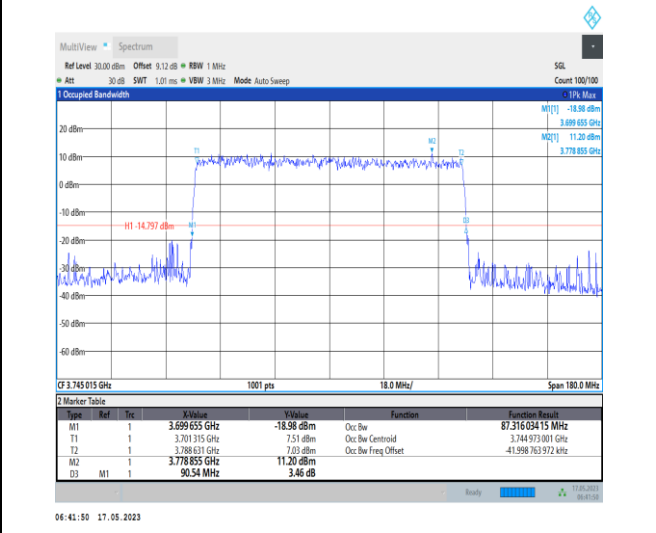 MultiView Spectrum
Ref Level 30.00 dBm Offset 9.12 dB RBW 1 MHz SGL
Att 30 dB SWT 1.01 ms VBW 3 MHz Mode Auto Sweep Count 100/100
1 Occupied Bandwidth 1Pk Max
M1[1] -18.98 dBm
3.699 655 GHz
M2[1] 11.20 dBm
3.778 855 GHz
20 dBm
10 dBm
0 dBm
-10 dBm
-20 dBm
-30 dBm
-40 dBm
-50 dBm
-60 dBm
T1
M2
T2
H1 -14.797 dBm
M1
D3
CF 3.745 015 GHz 1001 pts 18.0 MHz/ Span 180.0 MHz
2 Marker Table
Type Ref Trc X-Value Y-Value Function Function Result
M1 1 3.699 655 GHz -18.98 dBm Occ Bw 87.316 034 15 MHz
T1 1 3.701 315 GHz 7.51 dBm Occ Bw Centroid 3.744 973 001 GHz
T2 1 3.788 631 GHz 7.03 dBm Occ Bw Freq Offset -41.998 763 972 kHz
M2 1 3.778 855 GHz 11.20 dBm
D3 M1 1 90.54 MHz 3.46 dB
Ready 17.05.2023
06:41:50
06:41:50 17.05.2023